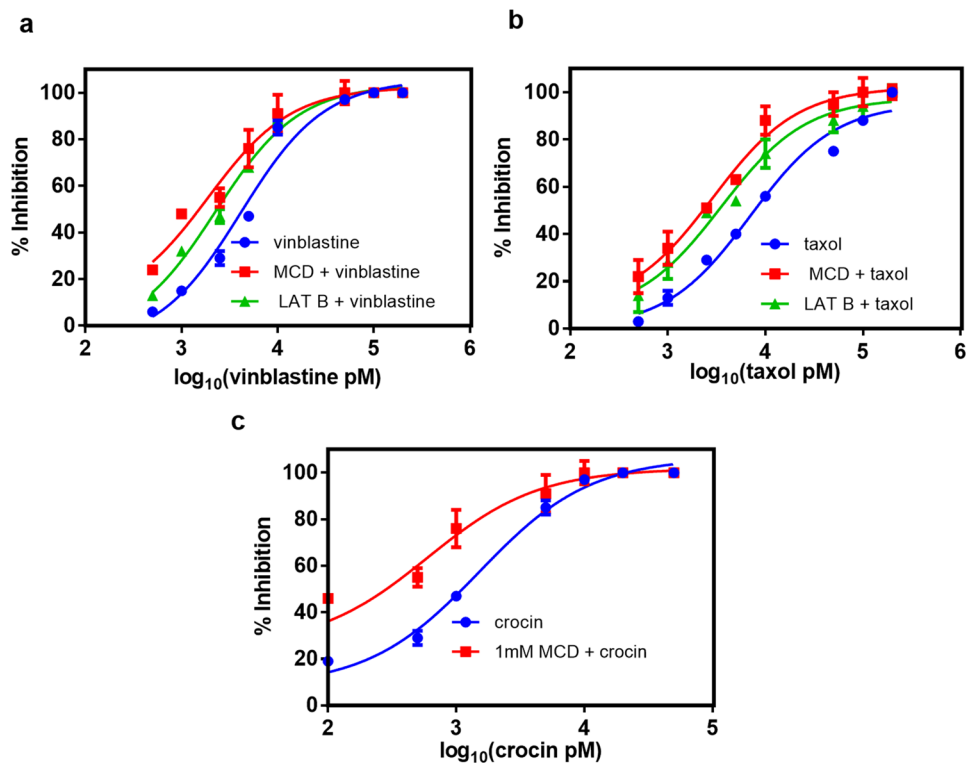 a
% Inhibition
100
80
60
40
20
0
vinblastine
MCD + vinblastine
LAT B + vinblastine
2 3 4 5 6
log10(vinblastine pM)
b
% Inhibition
100
80
60
40
20
0
taxol
MCD + taxol
LAT B + taxol
2 3 4 5 6
log10(taxol pM)
c
% Inhibition
100
80
60
40
20
0
crocin
1mM MCD + crocin
2 3 4 5
log10(crocin pM)